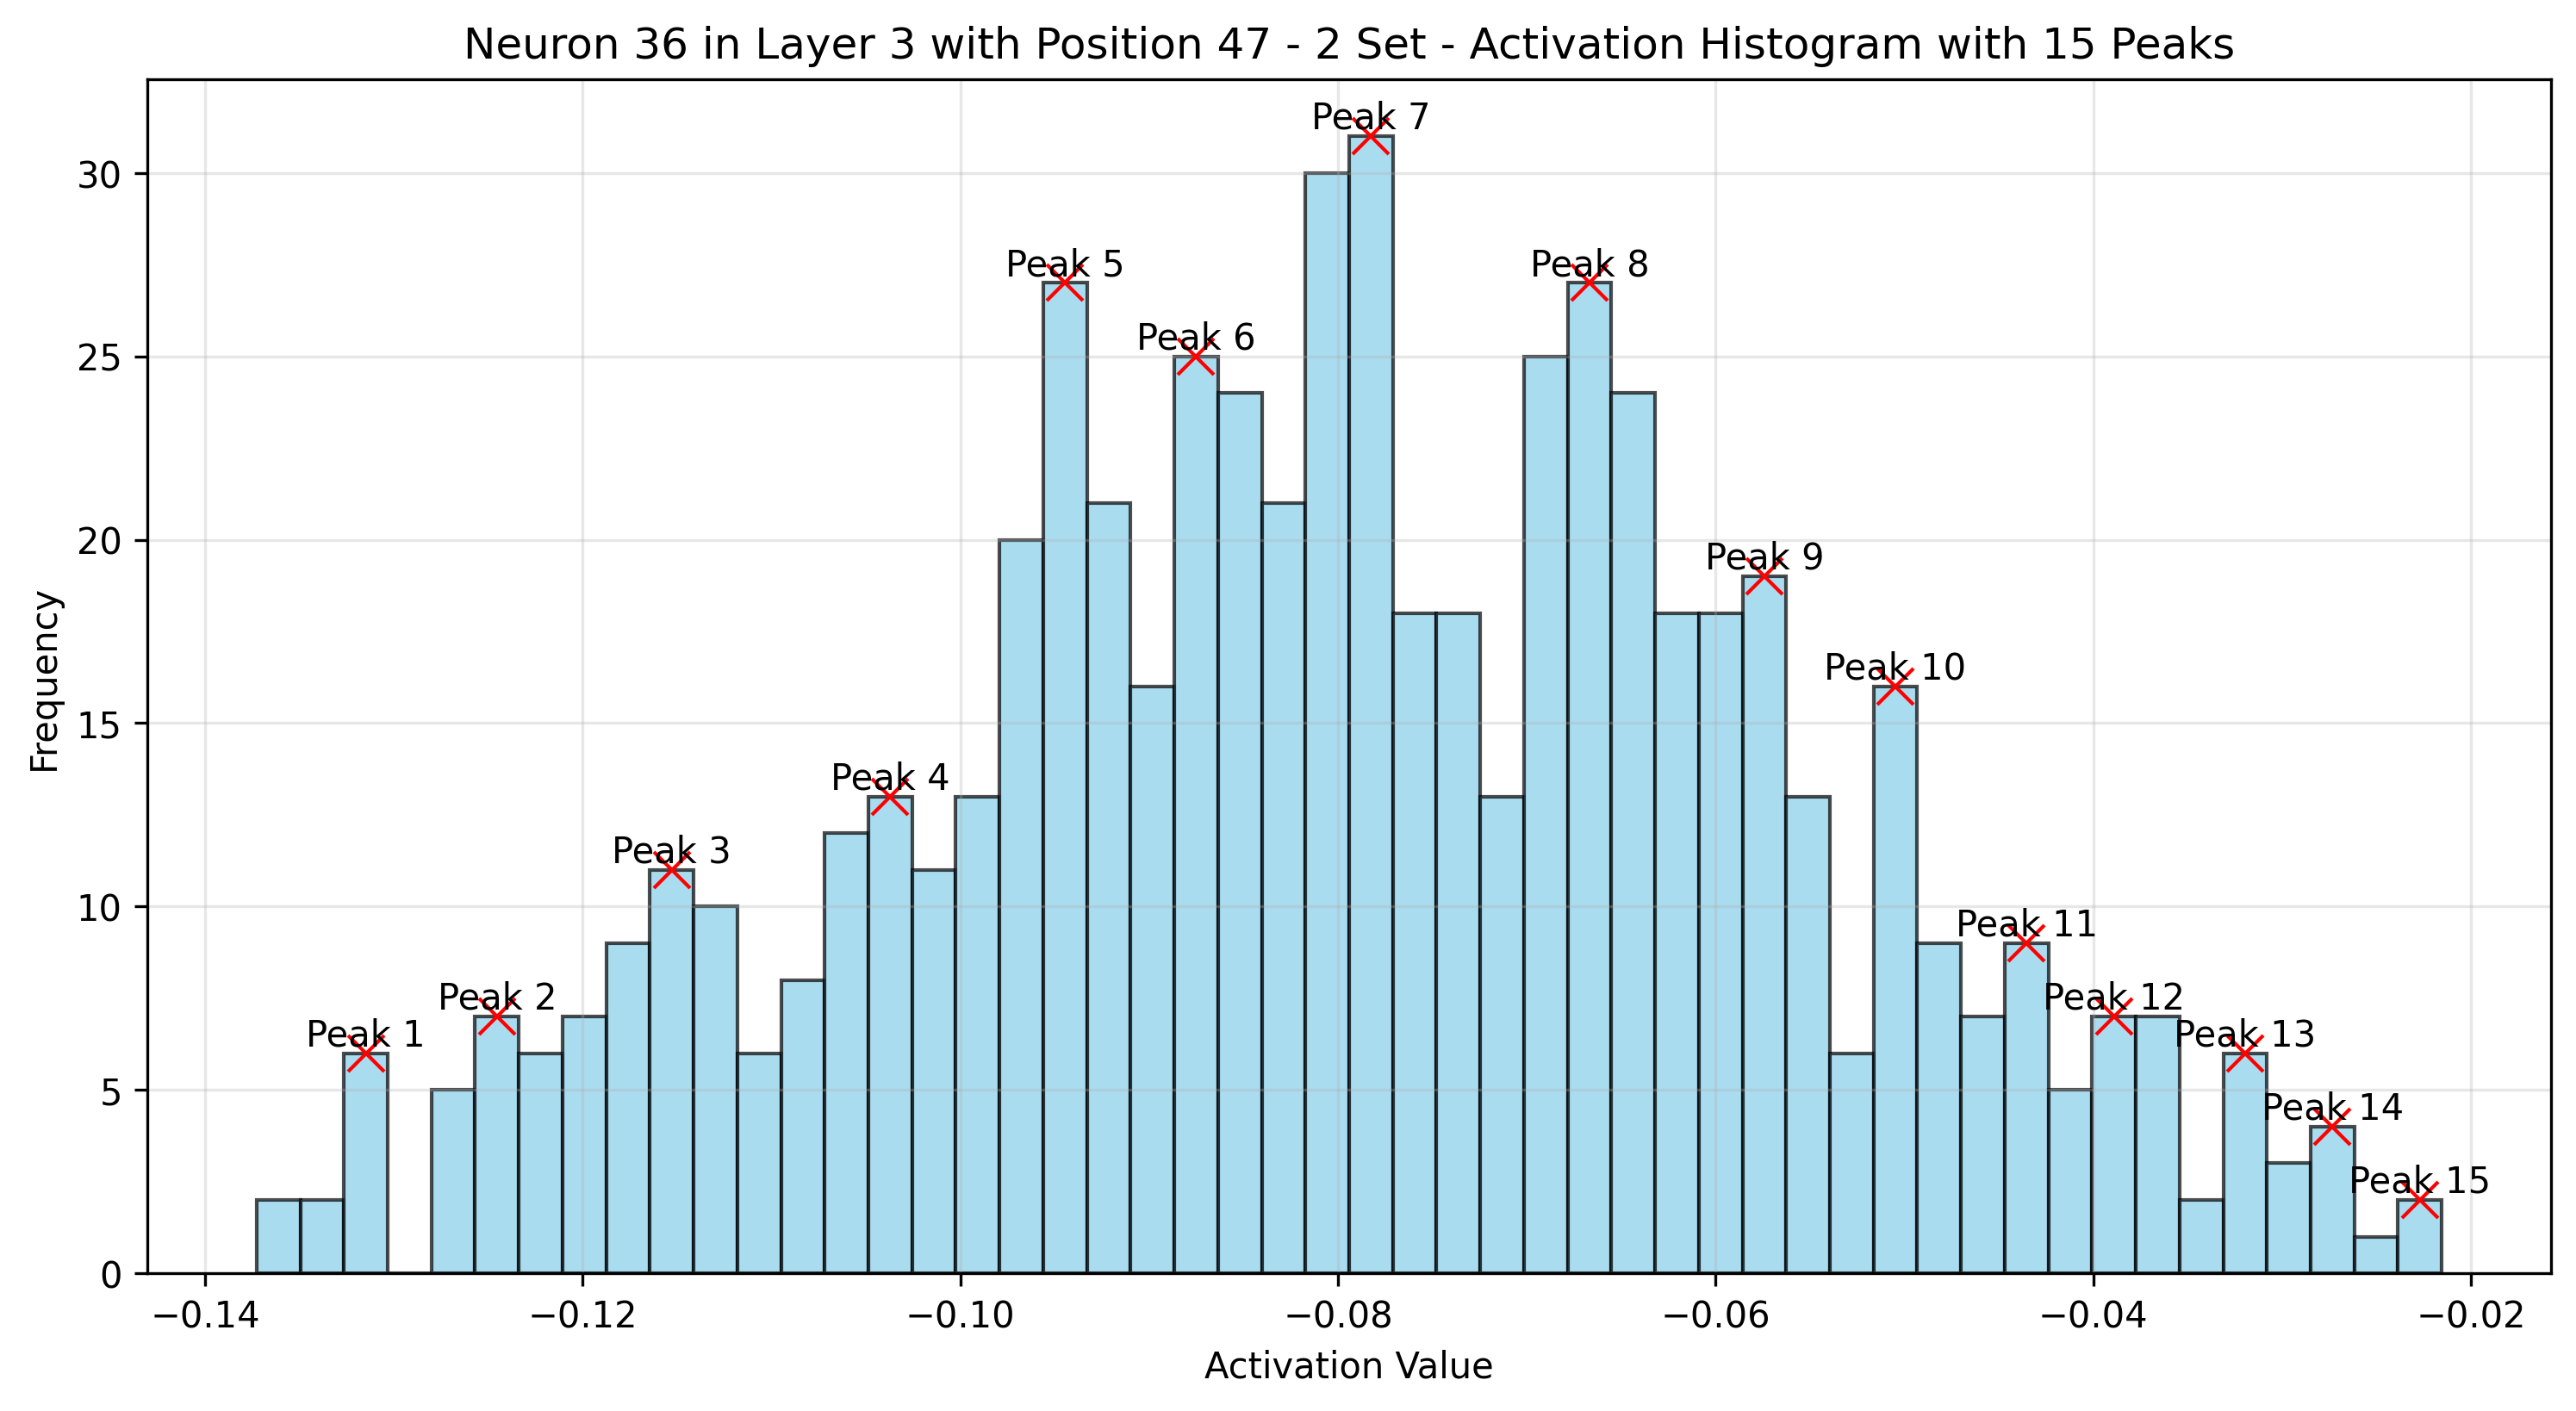 Neuron 36 in Layer 3 with Position 47 - 2 Set - Activation Histogram with 15 Peaks
Peak 7
30
Peak 5
Peak 8
Peak 6
25
20
Peak 9
Peak 10
15
Peak 4
Peak 3
10
Peak 11
Peak 2
Peak 12
Peak 1
Peak 13
5
Peak 14
Peak 15
0
Frequency
−0.14
−0.12
−0.10
−0.08
−0.06
−0.04
−0.02
Activation Value